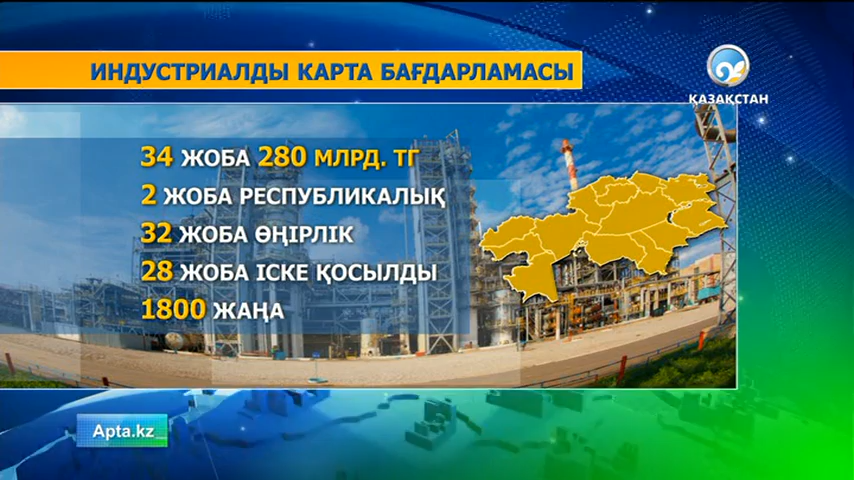 ИНДУСТРИАЛДЫ КАРТА БАҒДАРЛАМАСЫ
ҚАЗАҚСТАН
34 ЖОБА 280 МЛРД. ТГ
2 ЖОБА РЕСПУБЛИКАЛЫҚ
32 ЖОБА ӨҢІРЛІК
28 ЖОБА ІСКЕ ҚОСЫЛДЫ
1800 ЖАҢА
Apta.kz